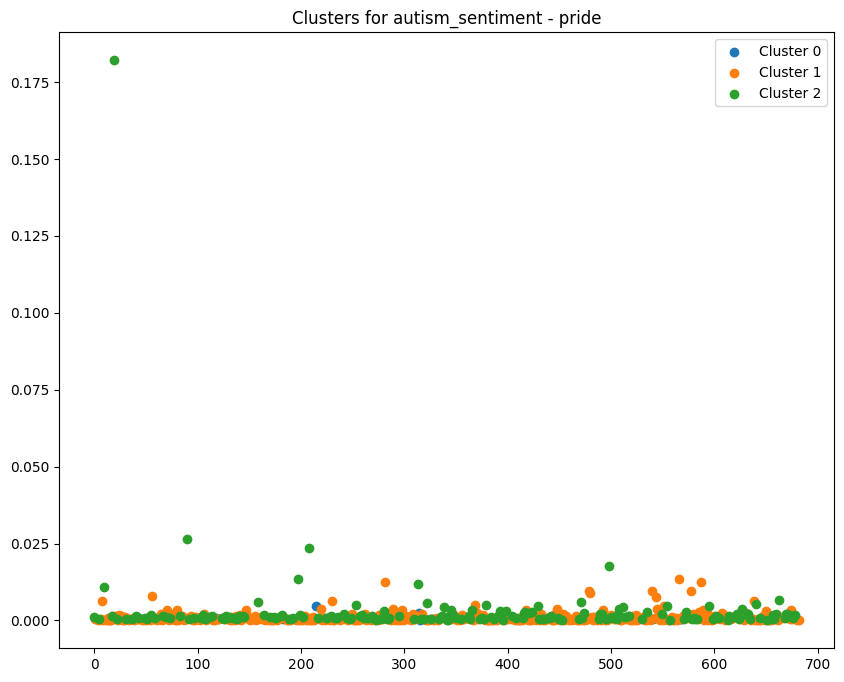 Clusters for autism_sentiment - pride
Cluster 0
Cluster 1
Cluster 2
0.175
0.150
0.125
0.100
0.075
0.050
0.025
0.000
0 100 200 300 400 500 600 700